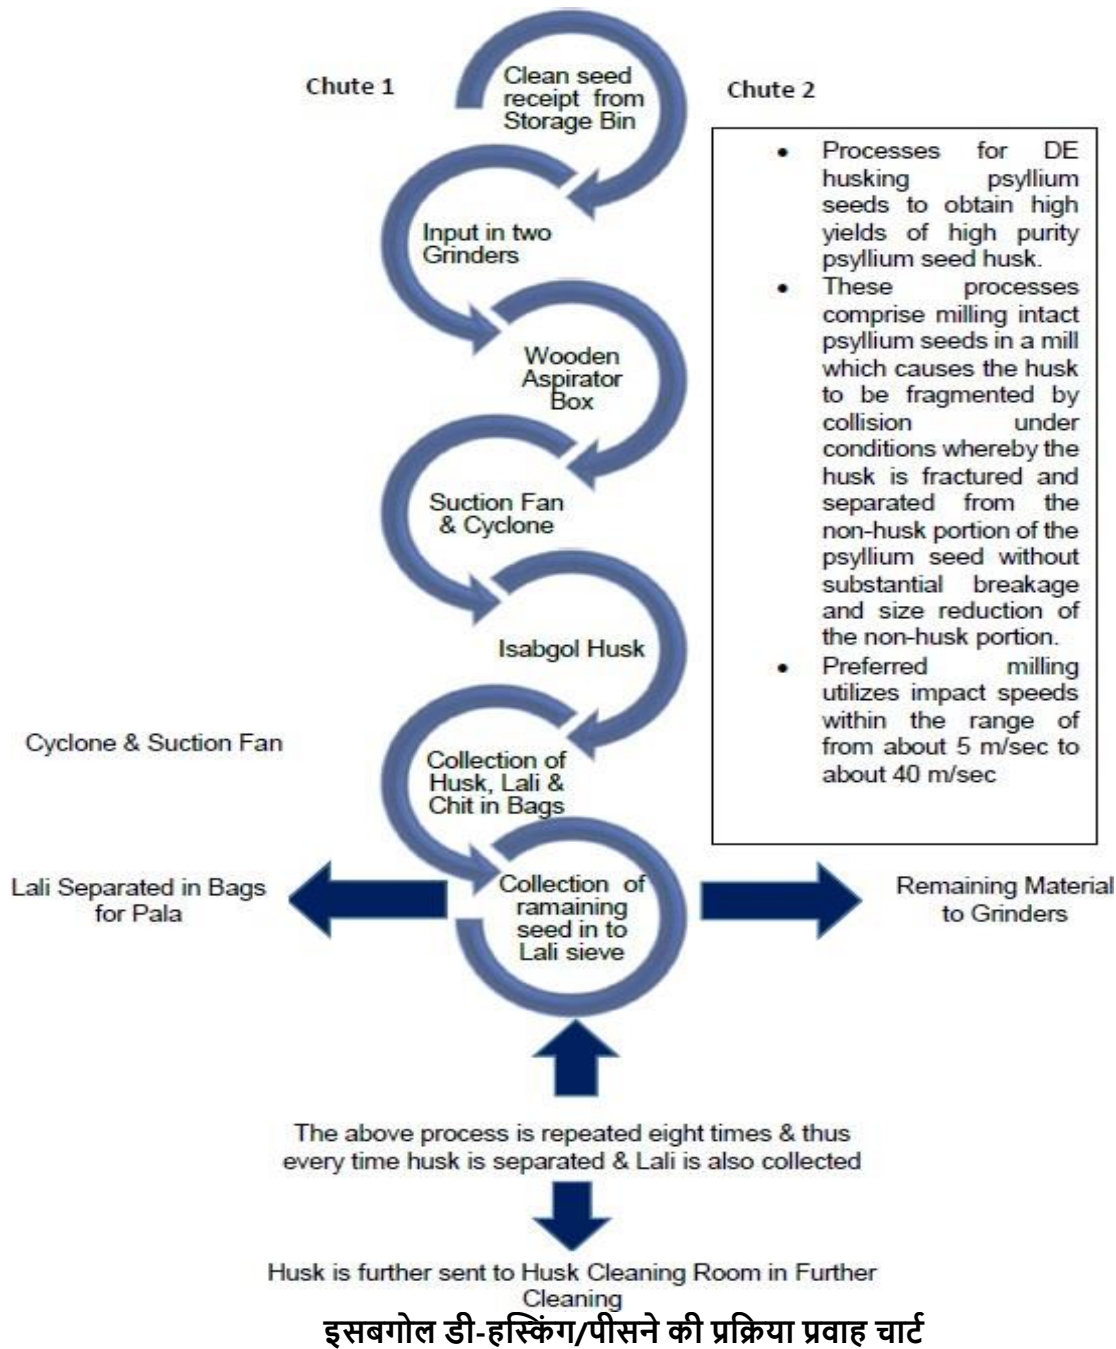 Chute 1
Clean seed
receipt from
Storage Bin
Chute 2
Input in two
Grinders
Wooden
Aspirator
Box
Suction Fan
& Cyclone
Isabgol Husk
Collection of
Husk, Lali &
Chit in Bags
Cyclone & Suction Fan
• Processes for DE
husking psyllium
seeds to obtain high
yields of high purity
psyllium seed husk.
• These processes
comprise milling intact
psyllium seeds in a mill
which causes the husk
to be fragmented by
collision under
conditions whereby the
husk is fractured and
separated from the
non-husk portion of the
psyllium seed without
substantial breakage
and size reduction of
the non-husk portion.
• Preferred milling
utilizes impact speeds
within the range of
from about 5 m/sec to
about 40 m/sec
Lali Separated in Bags
for Pala
Collection of
ramaining
seed in to
Lali sieve
Remaining Material
to Grinders
The above process is repeated eight times & thus
every time husk is separated & Lali is also collected
Husk is further sent to Husk Cleaning Room in Further
Cleaning
इसबगोल डी-हस्किंग/पीसने की प्रक्रिया प्रवाह चार्ट